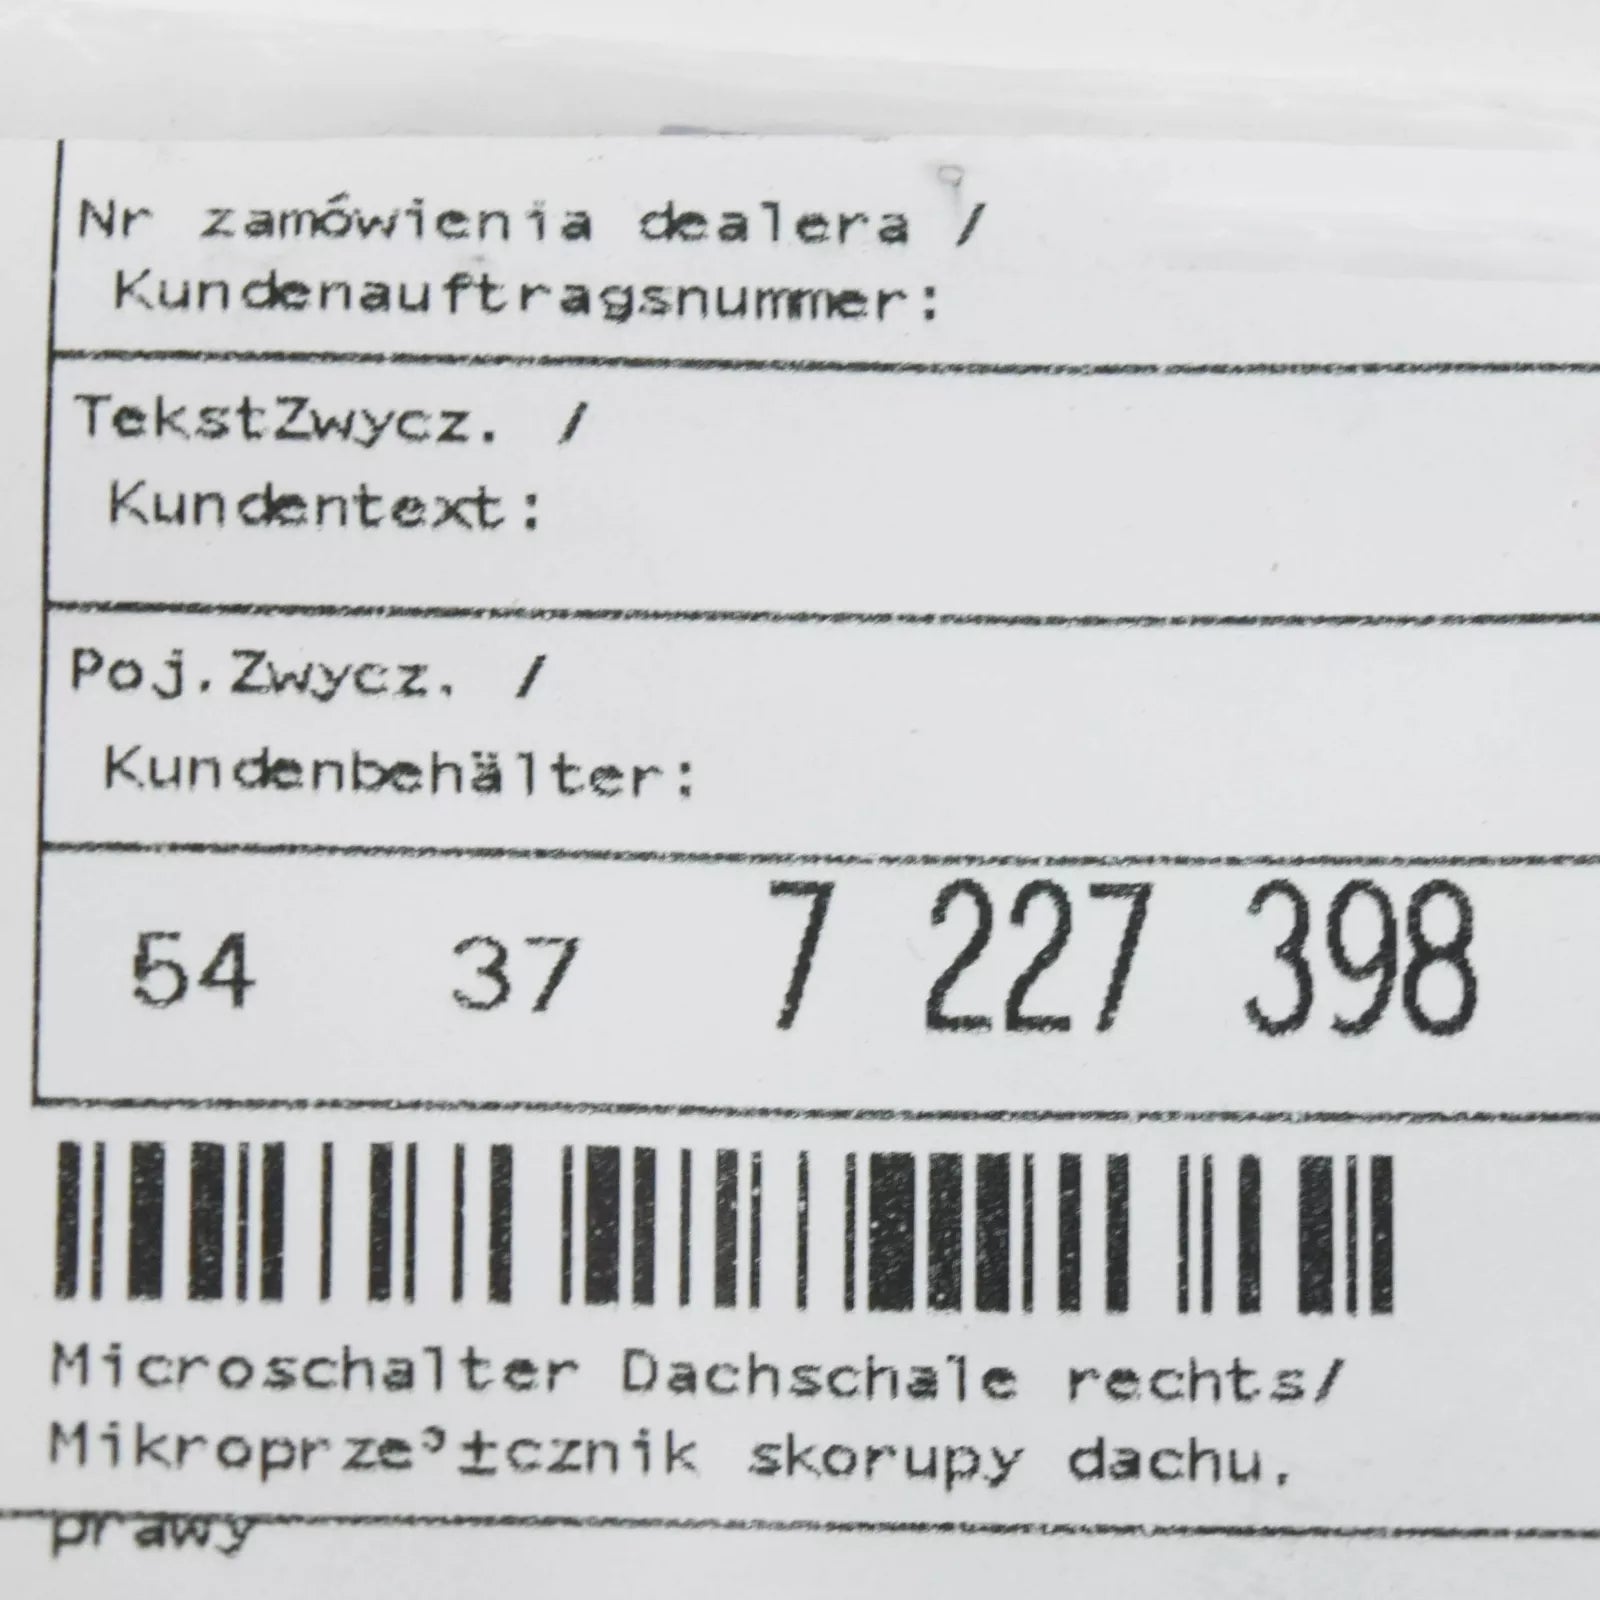 Nr zamówienia dealera /
Kundenauftragsnummer:
TekstZwycz. /
Kundentext:
Poj.Zwycz. /
Kundenbehälter:
54 37 7 227 398
Microschalter Dachschale rechts/
Mikroprze³±cznik skorupy dachu.
prawy